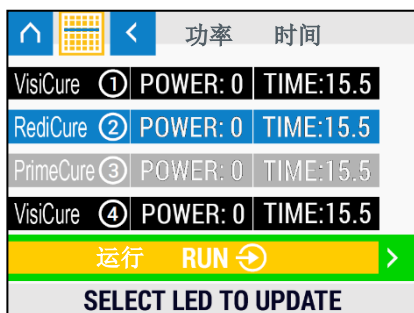 功率 时间
VisiCure ① POWER: 0 TIME:15.5
RediCure ② POWER: 0 TIME:15.5
PrimeCure ③ POWER: 0 TIME:15.5
VisiCure ④ POWER: 0 TIME:15.5
运行 RUN
SELECT LED TO UPDATE